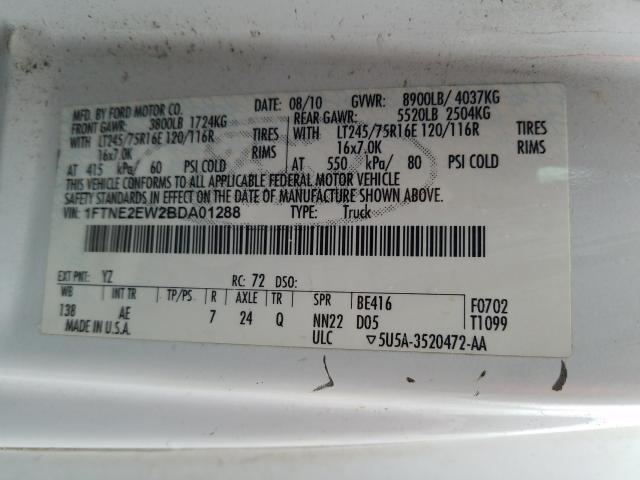 MFD. BY FORD MOTOR CO. DATE: 08/10 GVWR: 8900LB/ 4037KG
FRONT GAWR: 3800LB 1724KG REAR GAWR: 5520LB 2504KG
WITH LT245/75R16E 120/116R TIRES WITH LT245/75R16E 120/116R TIRES
16x7.0K RIMS 16x7.0K RIMS
AT 415 kPa/ 60 PSI COLD AT 550 kPa/ 80 PSI COLD
THIS VEHICLE CONFORMS TO ALL APPLICABLE FEDERAL MOTOR VEHICLE
SAFETY STANDARDS IN EFFECT ON THE DATE OF MANUFACTURE SHOWN ABOVE.
VIN: 1FTNE2EW2BDA01288 TYPE: Truck
EXT PNT: YZ RC: 72 DSO:
WB INT TR TP/PS R AXLE TR SPR BE416 F0702
138 AE 7 24 Q NN22 D05 T1099
MADE IN U.S.A. ULC 5U5A-3520472-AA